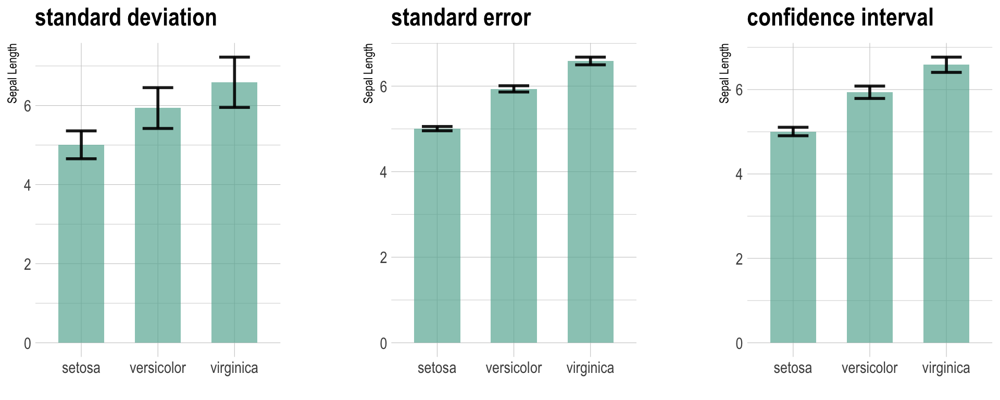 standard deviation
Sepal Length
6
4
2
0
setosa versicolor virginica
standard error
Sepal Length
6
4
2
0
setosa versicolor virginica
confidence interval
Sepal Length
6
4
2
0
setosa versicolor virginica